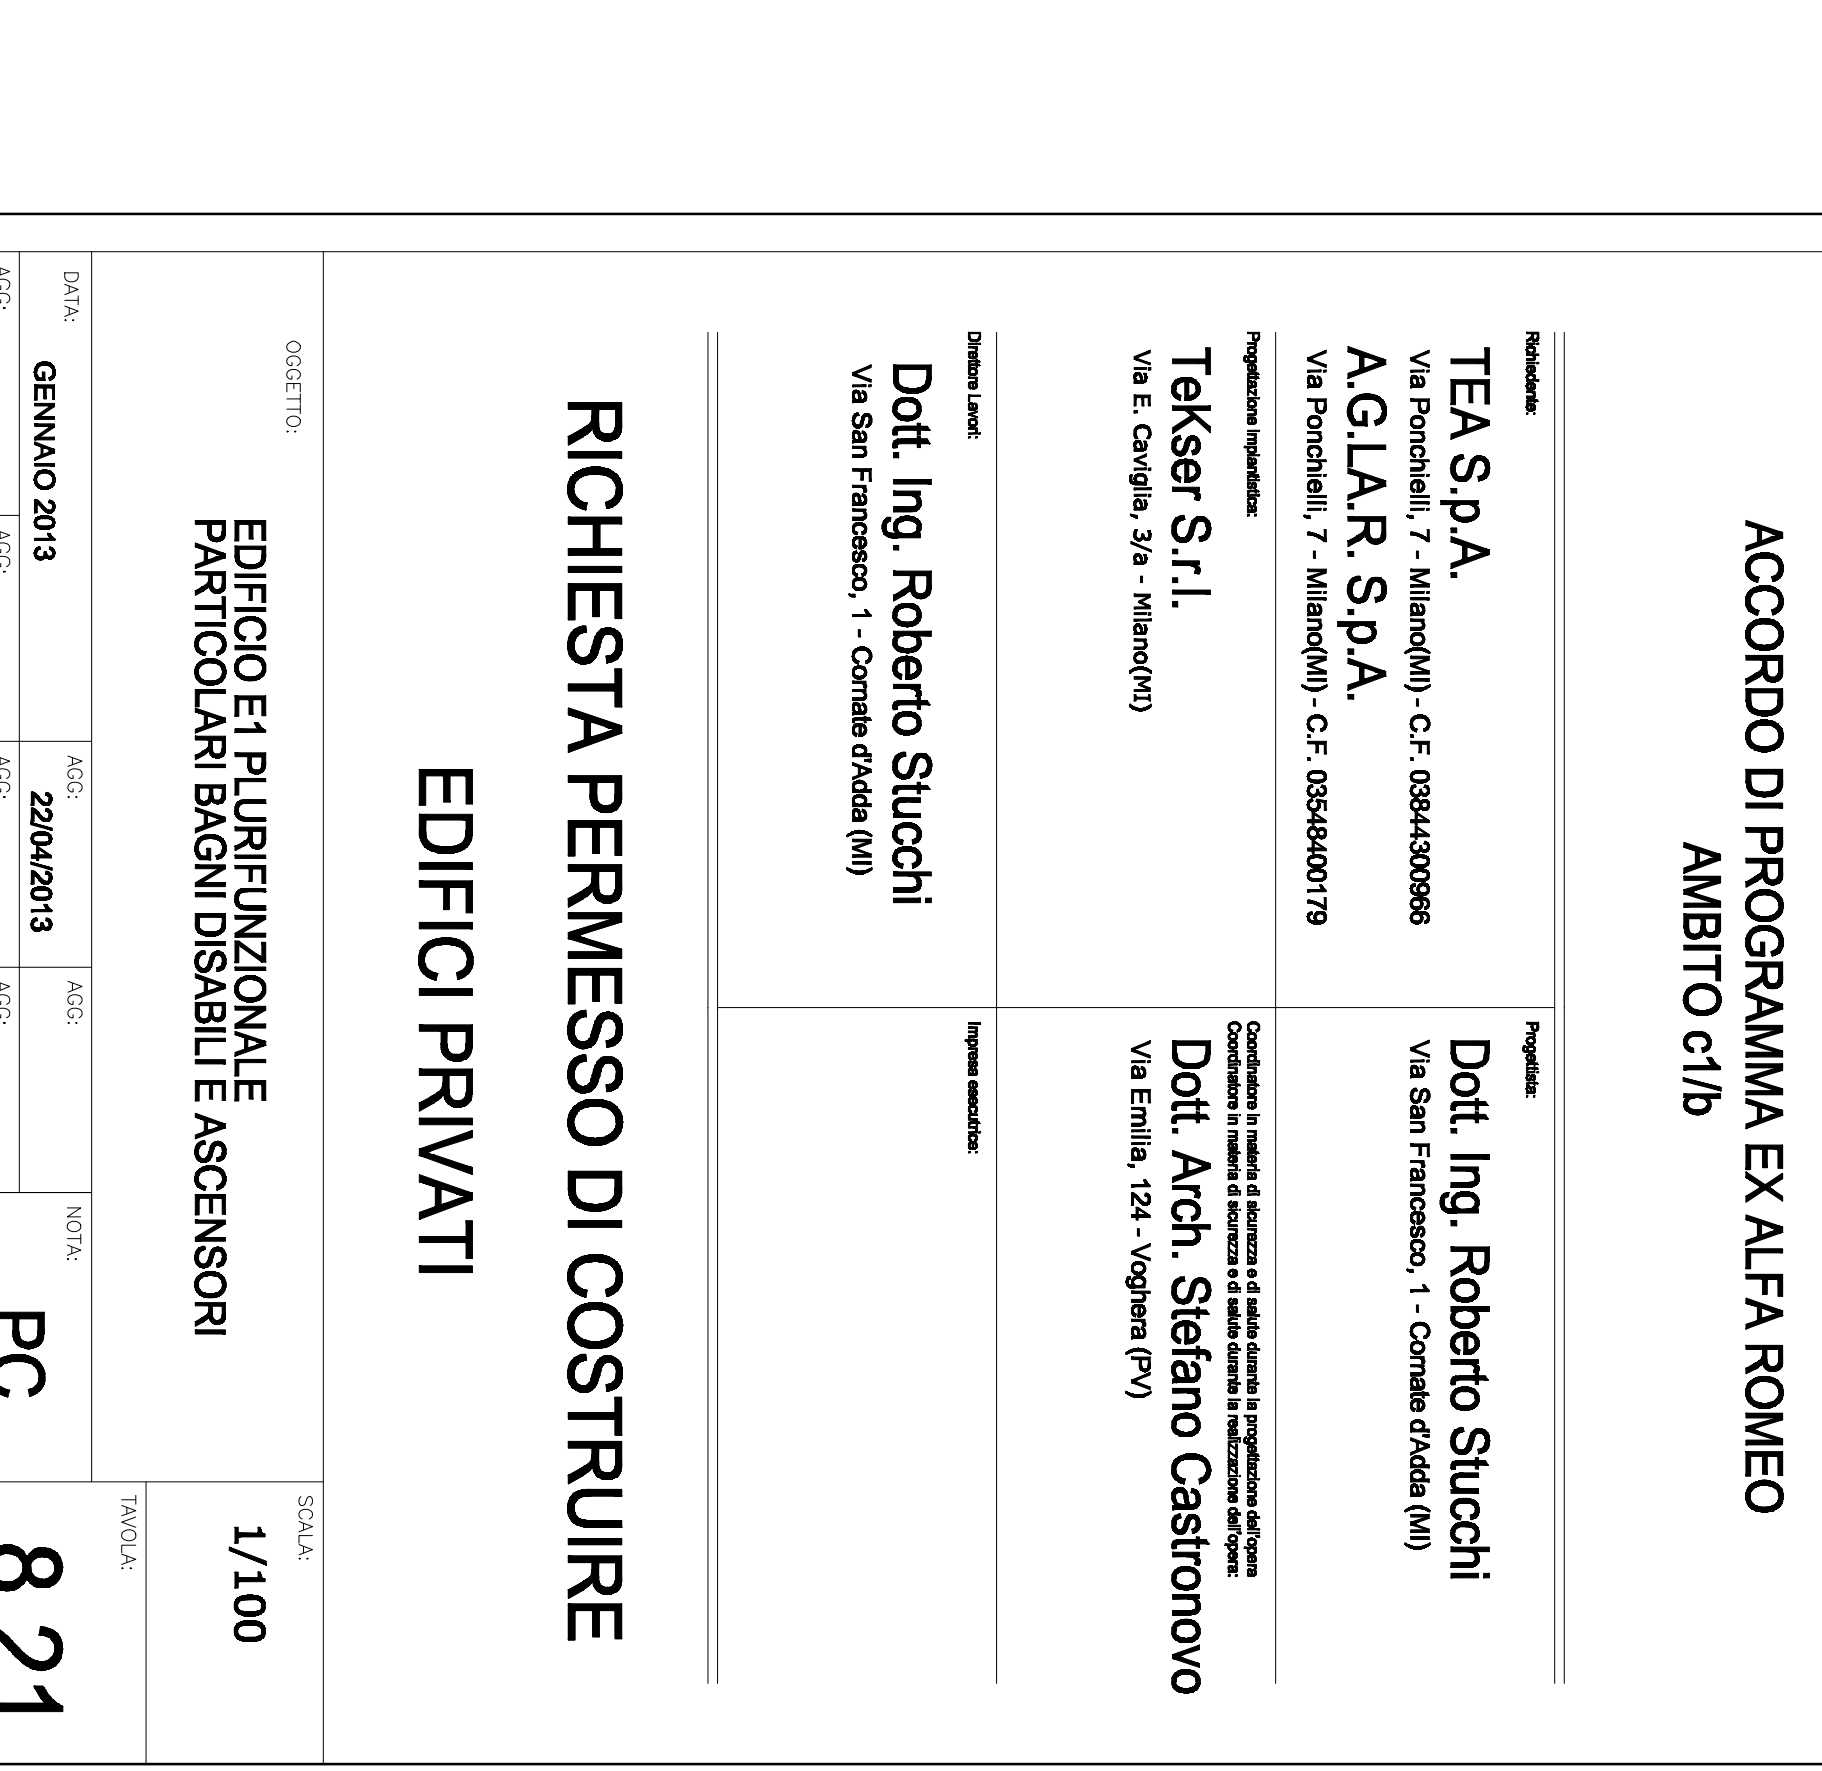 ACCORDO DI PROGRAMMA EX ALFA ROMEO
AMBITO c1/b
Richiedente:
TEA S.p.A.
Via Ponchielli, 7 - Milano(MI) - C.F. 03844300966
A.G.LA.R. S.p.A.
Via Ponchielli, 7 - Milano(MI) - C.F. 03548400179
Progettista:
Dott. Ing. Roberto Stucchi
Via San Francesco, 1 - Cornate d'Adda (MI)
Progettazione Impiantistica:
TeKser S.r.l.
Via E. Caviglia, 3/a - Milano(MI)
Coordinatore in materia di sicurezza e di salute durante la progettazione dell'opera
Coordinatore in materia di sicurezza e di salute durante la realizzazione dell'opera:
Dott. Arch. Stefano Castronovo
Via Emilia, 124 - Voghera (PV)
Direttore Lavori:
Dott. Ing. Roberto Stucchi
Via San Francesco, 1 - Cornate d'Adda (MI)
Impresa esecutrice:
RICHIESTA PERMESSO DI COSTRUIRE
EDIFICI PRIVATI
OGGETTO:
EDIFICIO E1 PLURIFUNZIONALE
PARTICOLARI BAGNI DISABILI E ASCENSORI
SCALA:
1/100
DATA:
GENNAIO 2013
AGG:
22/04/2013
AGG:
NOTA:
PC
TAVOLA:
8 21
AGG:
AGG:
AGG:
AGG: